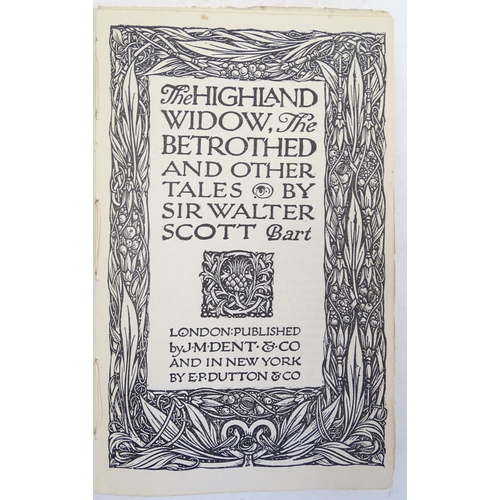 The HIGHLAND
WIDOW, The
BETROTHED
AND OTHER
TALES BY
SIR WALTER
SCOTT Bart
LONDON: PUBLISHED
by J. M. DENT. & CO
AND IN NEW YORK
BY E. P. DUTTON & CO